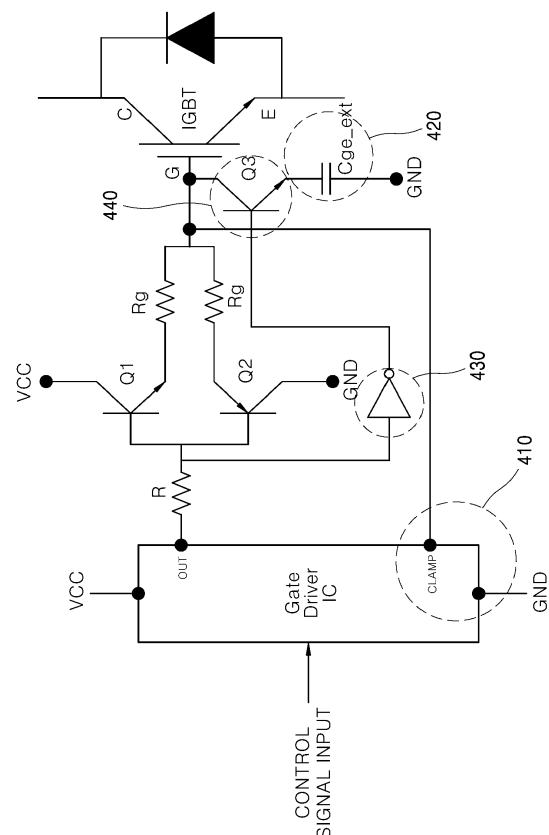 C
IGBT
E
G
Q3
Cge_ext
420
GND
440
Rg
Rg
VCC
Q1
Q2
GND
430
R
410
OUT
CLAMP
VCC
Gate
Driver
IC
GND
CONTROL
SIGNAL INPUT